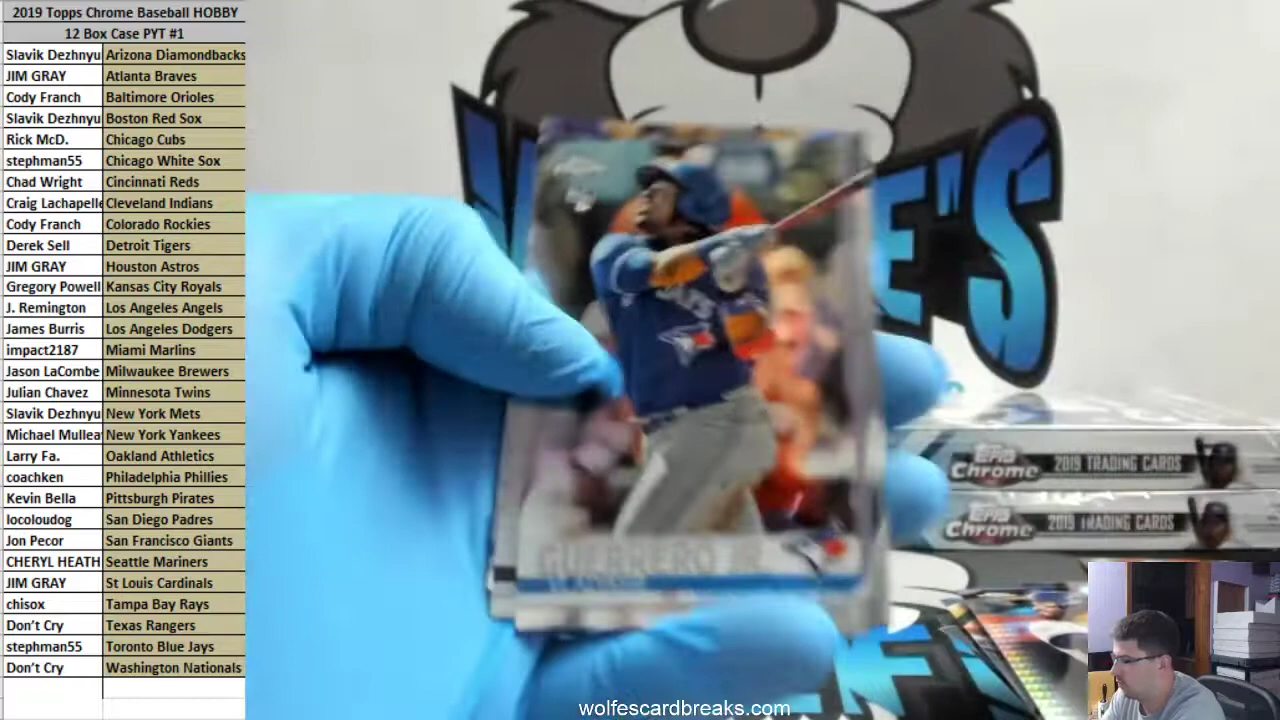 2019 Topps Chrome Baseball HOBBY
12 Box Case PYT #1
Slavik Dezhnyu Arizona Diamondbacks
JIM GRAY Atlanta Braves
Cody Franch Baltimore Orioles
Slavik Dezhnyu Boston Red Sox
Rick McD. Chicago Cubs
stephman55 Chicago White Sox
Chad Wright Cincinnati Reds
Craig Lachapelle Cleveland Indians
Cody Franch Colorado Rockies
Derek Sell Detroit Tigers
JIM GRAY Houston Astros
Gregory Powell Kansas City Royals
J. Remington Los Angeles Angels
James Burris Los Angeles Dodgers
impact2187 Miami Marlins
Jason LaCombe Milwaukee Brewers
Julian Chavez Minnesota Twins
Slavik Dezhnyu New York Mets
Michael Mullea New York Yankees
Larry Fa. Oakland Athletics
coachken Philadelphia Phillies
Kevin Bella Pittsburgh Pirates
locoloudog San Diego Padres
Jon Pecor San Francisco Giants
CHERYL HEATH Seattle Mariners
JIM GRAY St Louis Cardinals
chisox Tampa Bay Rays
Don't Cry Texas Rangers
stephman55 Toronto Blue Jays
Don't Cry Washington Nationals
E'S
GUERRERO JR
Topps Chrome 2019 TRADING CARDS
Topps Chrome 2019 TRADING CARDS
wolfescardbreaks.com